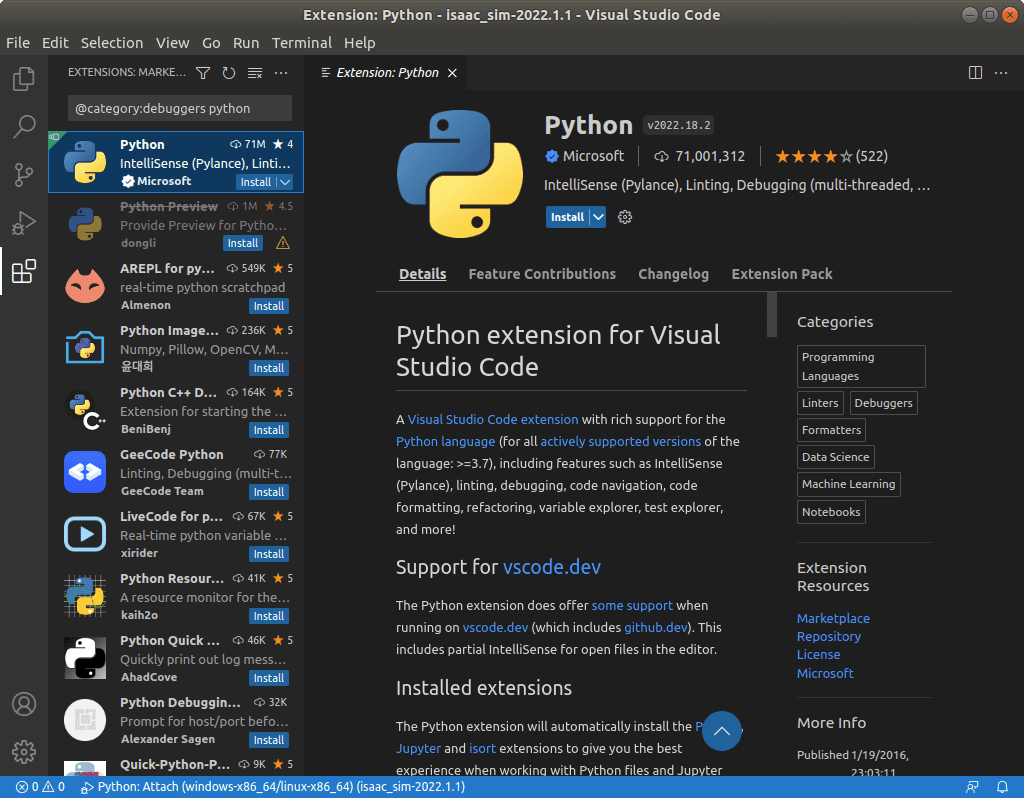 Extension: Python - isaac_sim-2022.1.1 - Visual Studio Code
File Edit Selection View Go Run Terminal Help
EXTENSIONS: MARKE...
@category:debuggers python
Python 71M ★ 4
IntelliSense (Pylance), Linti...
Microsoft Install
Python Preview 1M ★ 4.5
Provide Preview for Pytho...
dongli Install
AREPL for py... 549K ★ 5
real-time python scratchpad
Almenon Install
Python Image... 236K ★ 5
Numpy, Pillow, OpenCV, M...
윤대희 Install
Python C++ D... 164K ★ 5
Extension for starting the ...
BeniBenj Install
GeeCode Python 77K
Linting, Debugging (multi-t...
GeeCode Team Install
LiveCode for p... 67K ★ 5
Real-time python variable ...
xirider Install
Python Resour... 41K ★ 5
A resource monitor for the...
kaih2o Install
Python Quick ... 46K ★ 5
Quickly print out log mess...
AhadCove Install
Python Debuggin... 32K
Prompt for host/port befo...
Alexander Sagen Install
Quick-Python-P... 9K ★ 5
Extension: Python
Python v2022.18.2
Microsoft 71,001,312 ★★★★☆(522)
IntelliSense (Pylance), Linting, Debugging (multi-threaded, ...
Install
Details Feature Contributions Changelog Extension Pack
Python extension for Visual
Studio Code
A Visual Studio Code extension with rich support for the
Python language (for all actively supported versions of the
language: >=3.7), including features such as IntelliSense
(Pylance), linting, debugging, code navigation, code
formatting, refactoring, variable explorer, test explorer,
and more!
Support for vscode.dev
The Python extension does offer some support when
running on vscode.dev (which includes github.dev). This
includes partial IntelliSense for open files in the editor.
Installed extensions
The Python extension will automatically install the
Jupyter and isort extensions to give you the best
experience when working with Python files and Jupyter
Categories
Programming
Languages
Linters Debuggers
Formatters
Data Science
Machine Learning
Notebooks
Extension
Resources
Marketplace
Repository
License
Microsoft
More Info
Published 1/19/2016,
23:03:11
0 0 Python: Attach (windows-x86_64/linux-x86_64) (isaac_sim-2022.1.1)